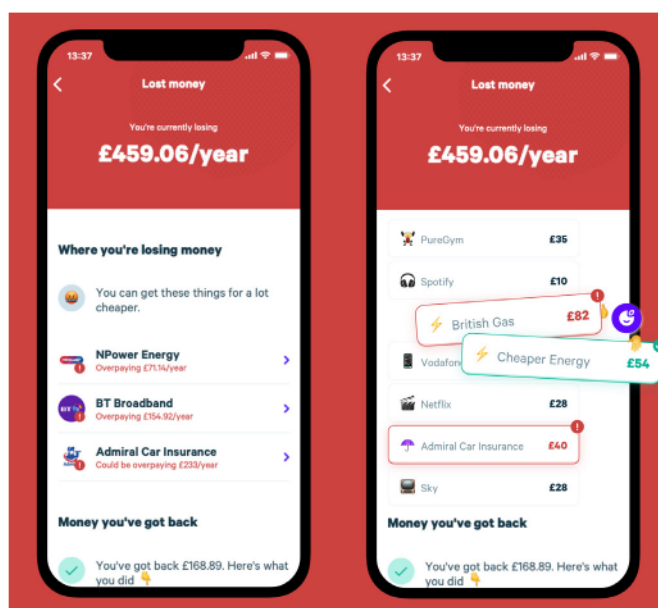 13:37
Lost money
You're currently losing
£459.06/year
Where you're losing money
You can get these things for a lot
cheaper.
NPower Energy
Overpaying £71.14/year
BT
BT Broadband
Overpaying £154.92/year
Admiral Car Insurance
Could be overpaying £233/year
Money you've got back
You've got back £168.89. Here's what
you did
13:37
Lost money
You're currently losing
£459.06/year
PureGym £35
Spotify £10
British Gas £82
Vodafon
Cheaper Energy £54
Netflix £28
Admiral Car Insurance £40
Sky £28
Money you've got back
You've got back £168.89. Here's what
you did